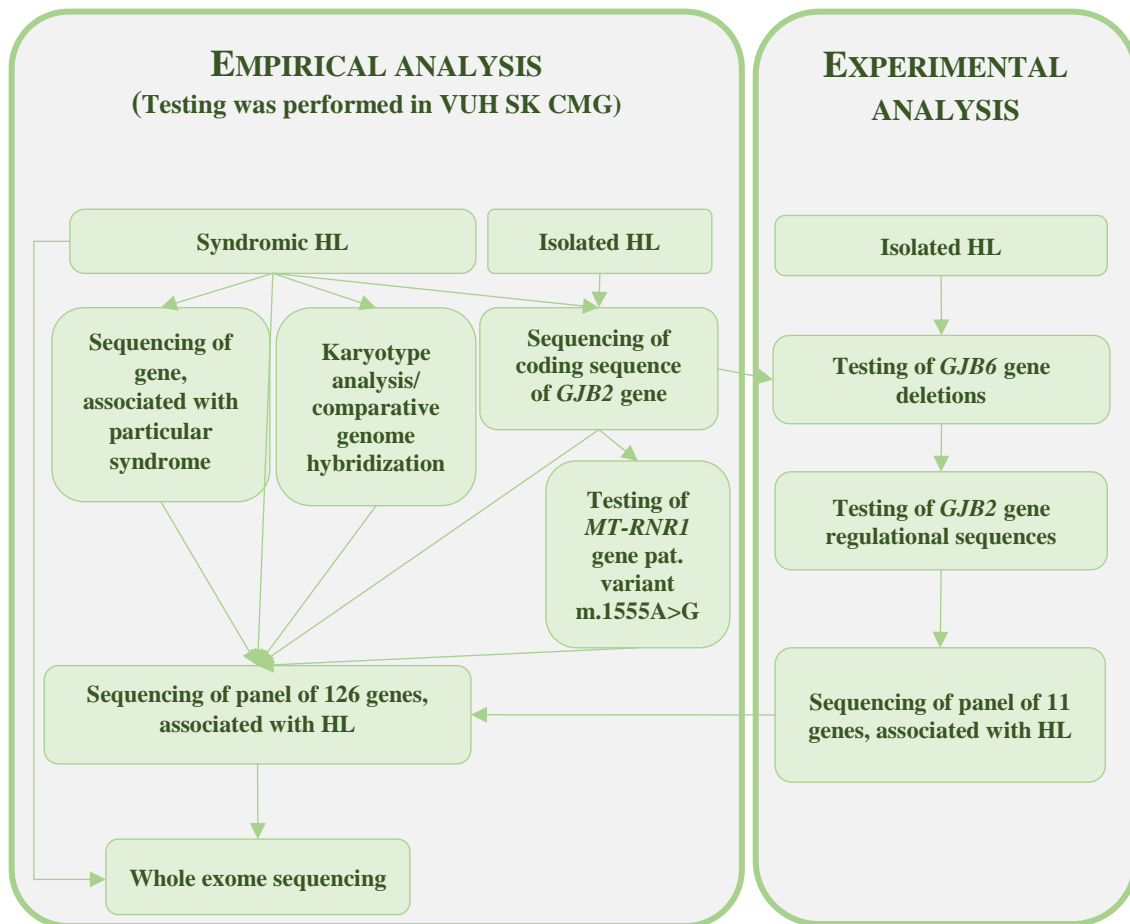 EMPIRICAL ANALYSIS
(Testing was performed in VUH SK CMG)
Syndromic HL
Isolated HL
Sequencing of
gene,
associated with
particular
syndrome
Karyotype
analysis/
comparative
genome
hybridization
Sequencing of
coding sequence
of GJB2 gene
Testing of
MT-RNR1
gene pat.
variant
m.1555A>G
Sequencing of panel of 126 genes,
associated with HL
Whole exome sequencing
EXPERIMENTAL
ANALYSIS
Isolated HL
Testing of GJB6 gene
deletions
Testing of GJB2 gene
regulational sequences
Sequencing of panel of 11
genes, associated with HL